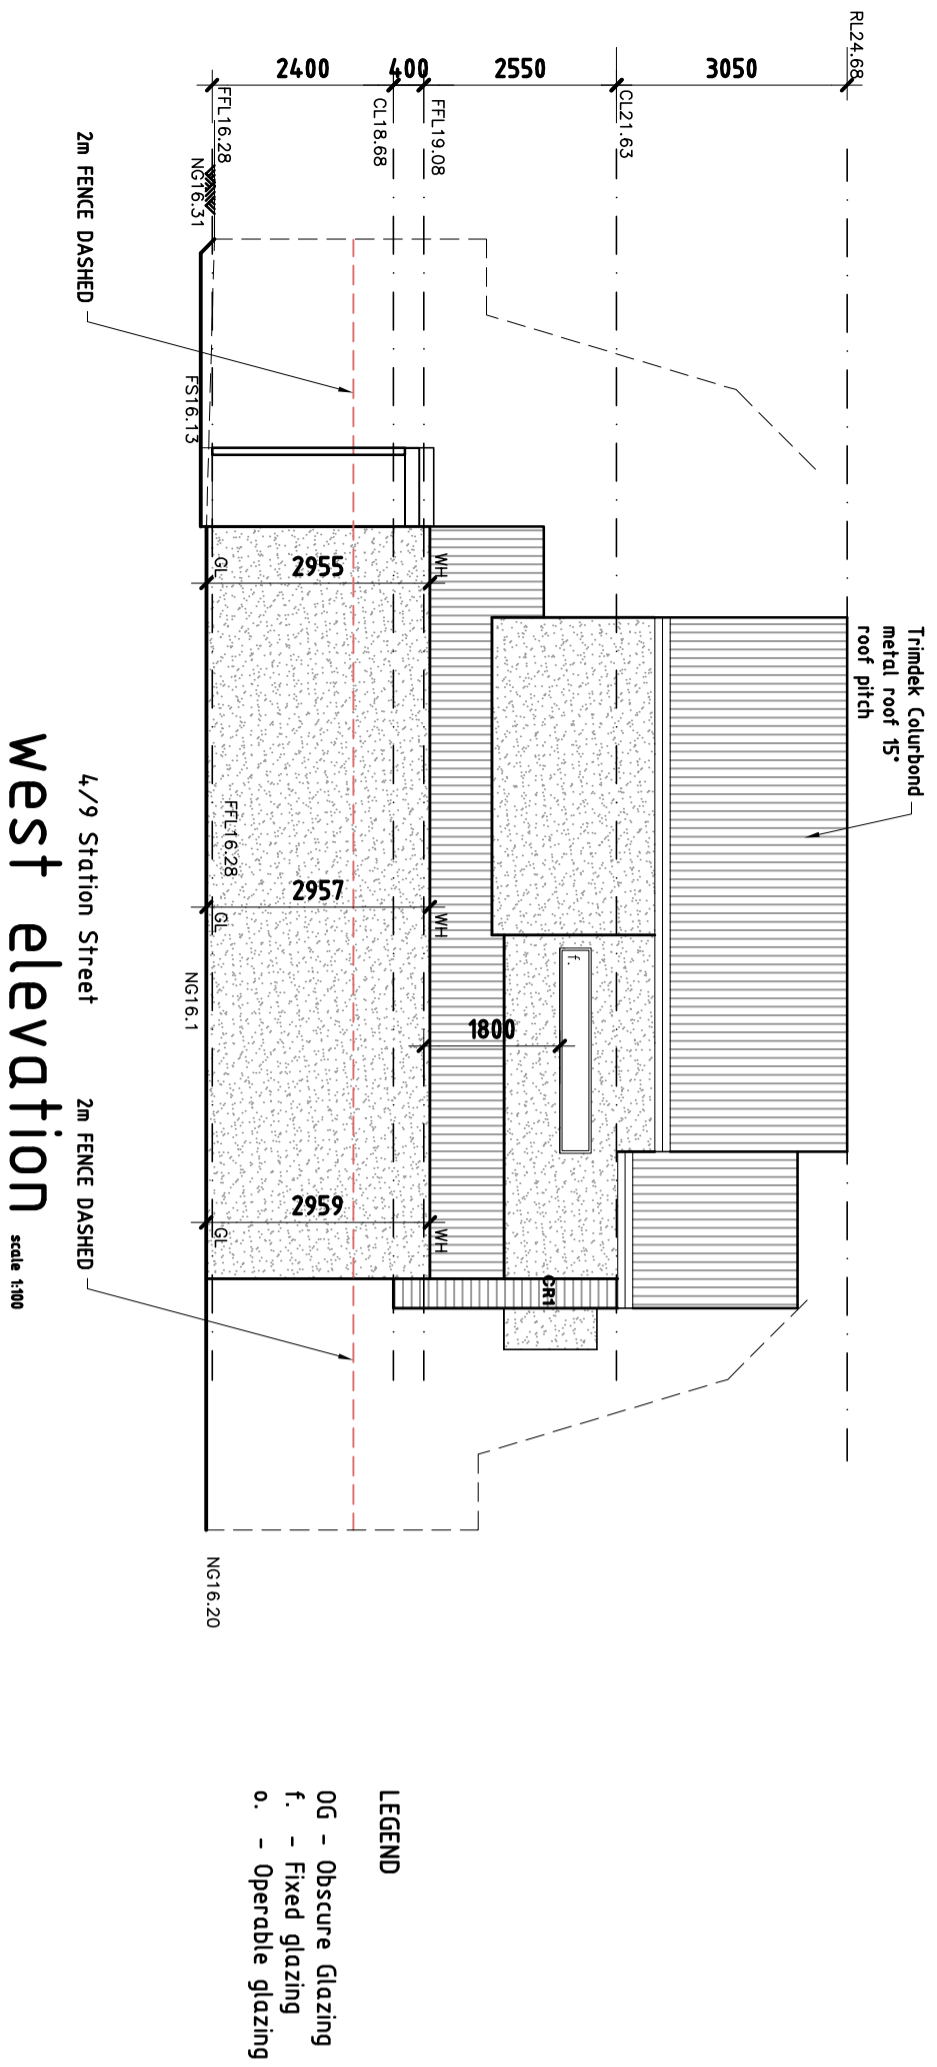 RL24.68
3050
CL21.63
2550
FFL19.08
400
CL18.68
2400
FFL16.28
NG16.31
FS16.13
2m FENCE DASHED
Trimdek Colurbond
metal roof 15°
roof pitch
WH
2955
GL
FFL16.28
WH
2957
GL
NG16.1
f.
1800
WH
2959
GL
CR1
NG16.20
4/9 Station Street
2m FENCE DASHED
west elevation scale 1:100
LEGEND
OG - Obscure Glazing
f. - Fixed glazing
o. - Operable glazing